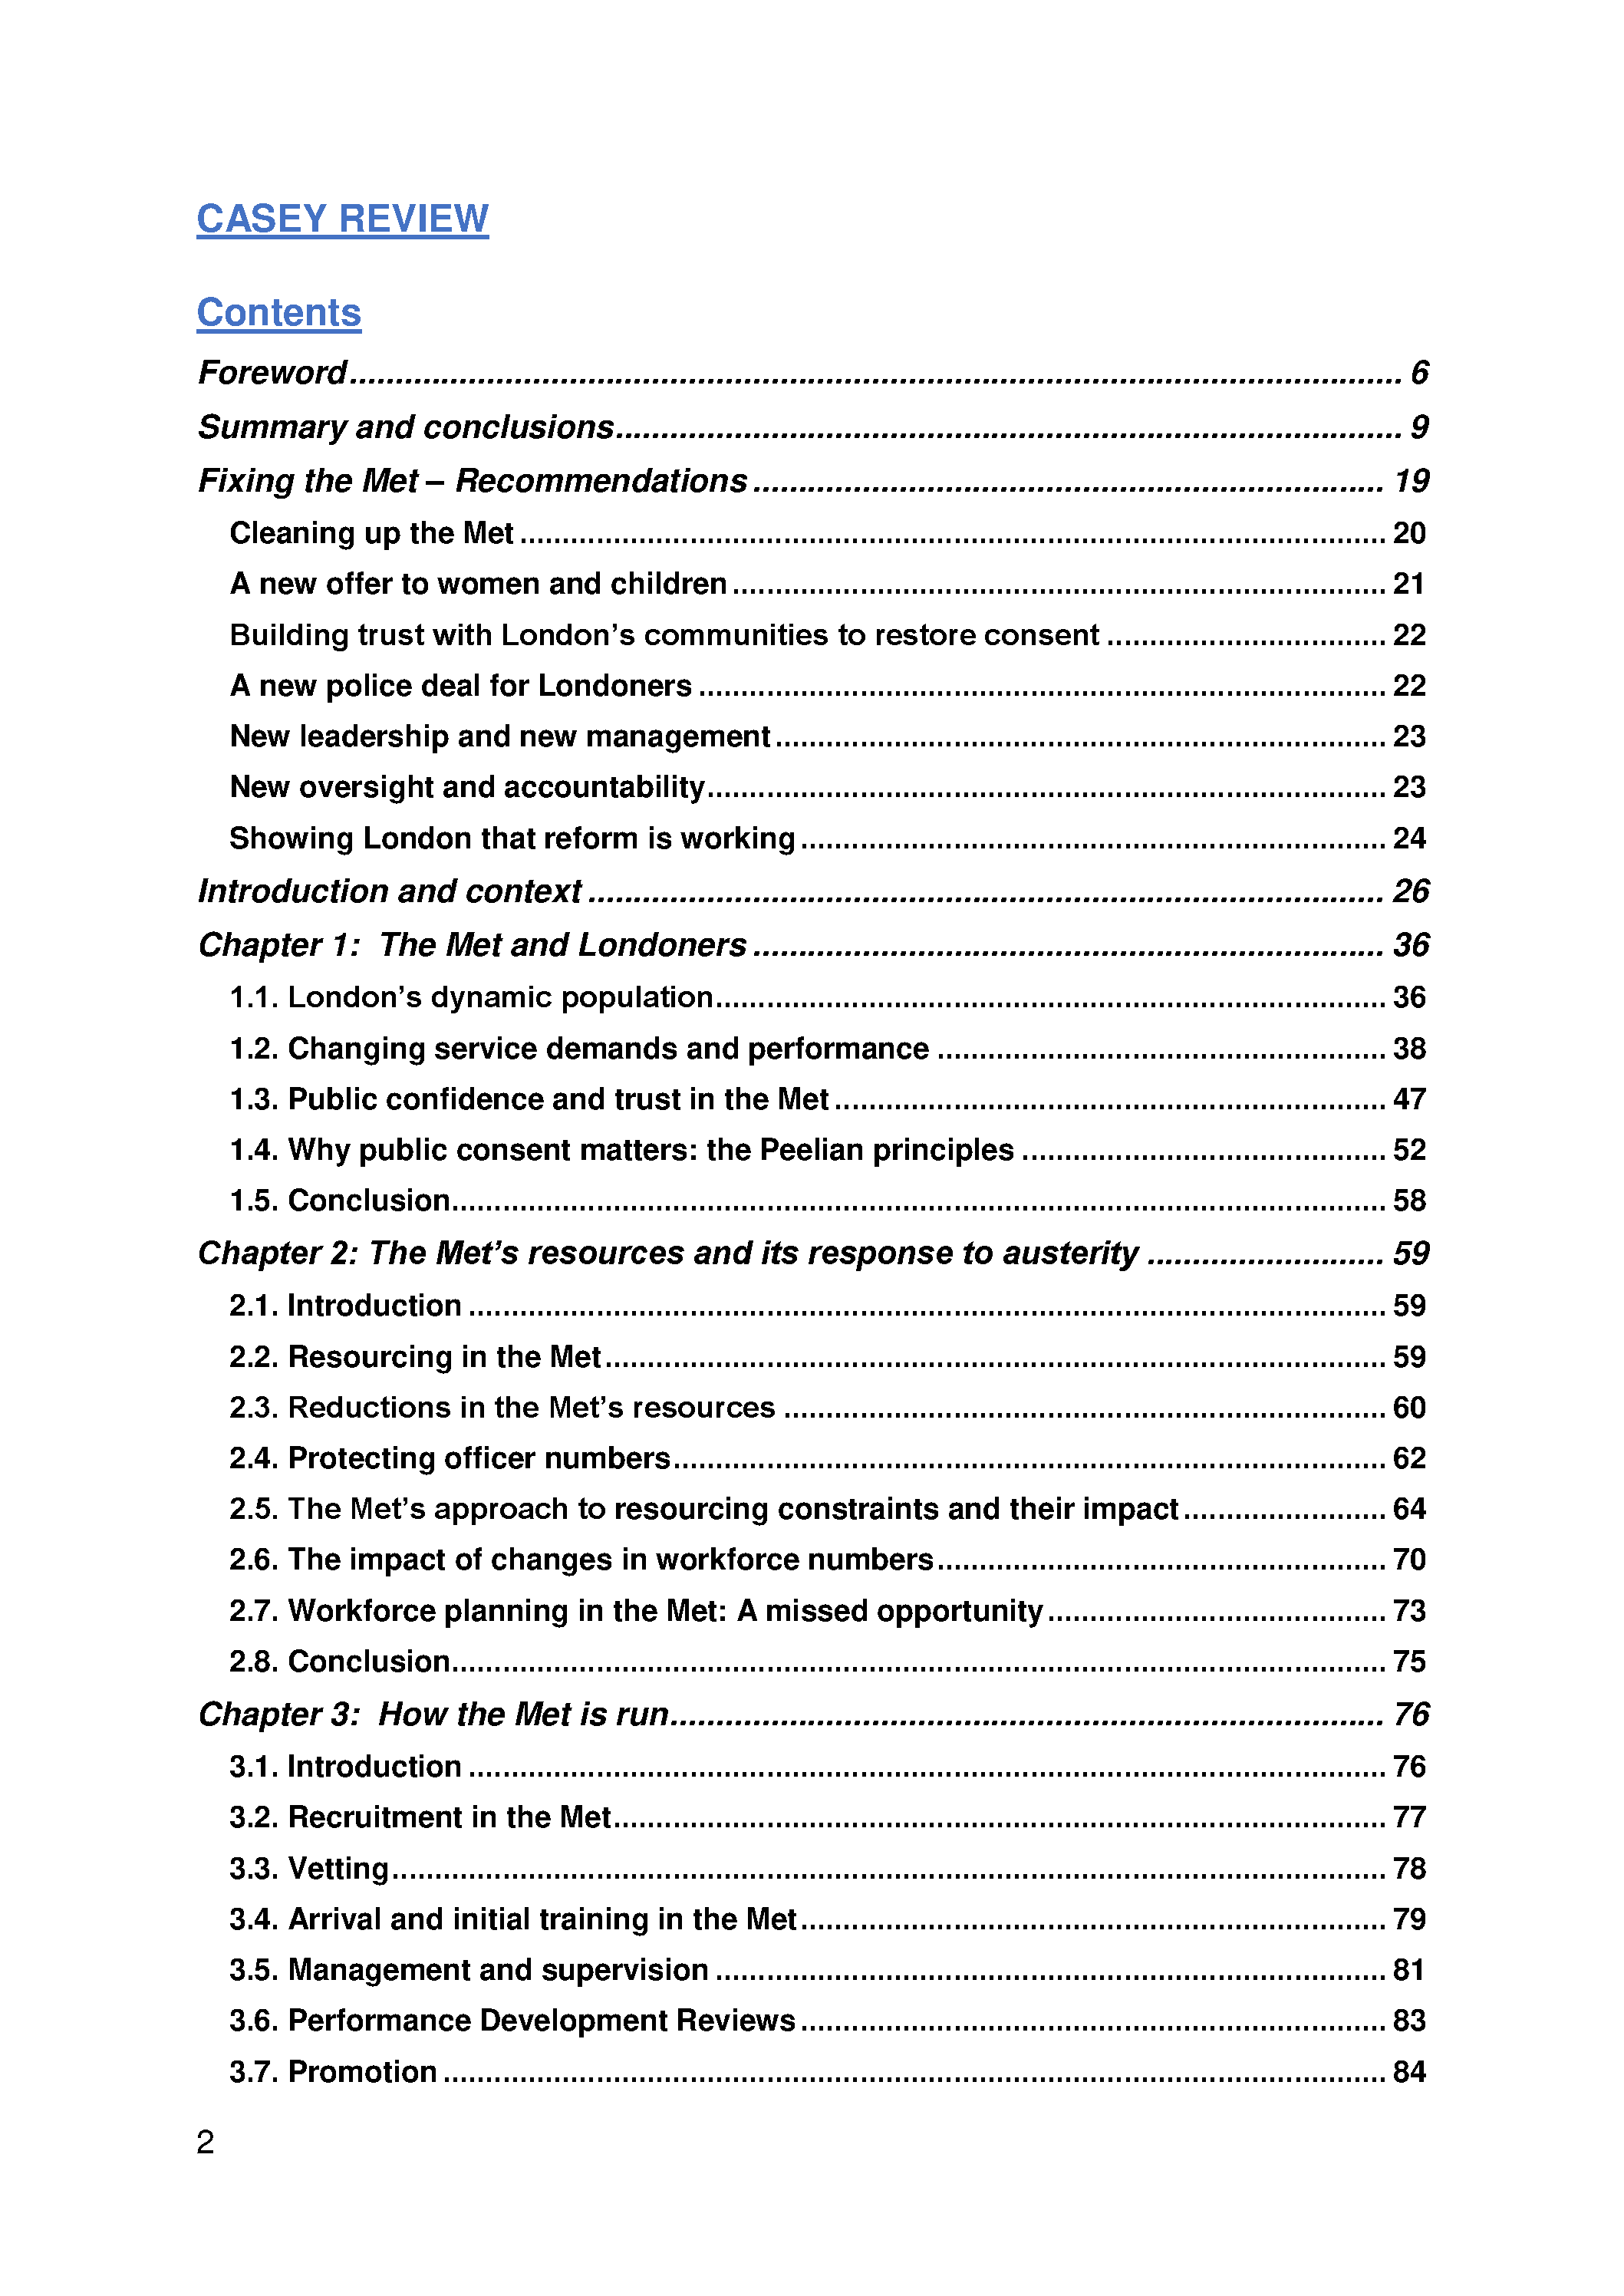 CASEY REVIEW
Contents
Foreword.................................................................................................................. 6
Summary and conclusions..................................................................................... 9
Fixing the Met – Recommendations .................................................................... 19
Cleaning up the Met ...................................................................................................... 20
A new offer to women and children ............................................................................. 21
Building trust with London’s communities to restore consent ................................. 22
A new police deal for Londoners ................................................................................. 22
New leadership and new management........................................................................ 23
New oversight and accountability................................................................................ 23
Showing London that reform is working ..................................................................... 24
Introduction and context ...................................................................................... 26
Chapter 1:  The Met and Londoners .................................................................... 36
1.1. London’s dynamic population............................................................................... 36
1.2. Changing service demands and performance ..................................................... 38
1.3. Public confidence and trust in the Met ................................................................. 47
1.4. Why public consent matters: the Peelian principles ........................................... 52
1.5. Conclusion.............................................................................................................. 58
Chapter 2: The Met’s resources and its response to austerity .......................... 59
2.1. Introduction ............................................................................................................ 59
2.2. Resourcing in the Met............................................................................................ 59
2.3. Reductions in the Met’s resources ....................................................................... 60
2.4. Protecting officer numbers.................................................................................... 62
2.5. The Met’s approach to resourcing constraints and their impact........................ 64
2.6. The impact of changes in workforce numbers..................................................... 70
2.7. Workforce planning in the Met: A missed opportunity........................................ 73
2.8. Conclusion.............................................................................................................. 75
Chapter 3:  How the Met is run............................................................................. 76
3.1. Introduction ............................................................................................................ 76
3.2. Recruitment in the Met........................................................................................... 77
3.3. Vetting..................................................................................................................... 78
3.4. Arrival and initial training in the Met..................................................................... 79
3.5. Management and supervision ............................................................................... 81
3.6. Performance Development Reviews ..................................................................... 83
3.7. Promotion ............................................................................................................... 84
2